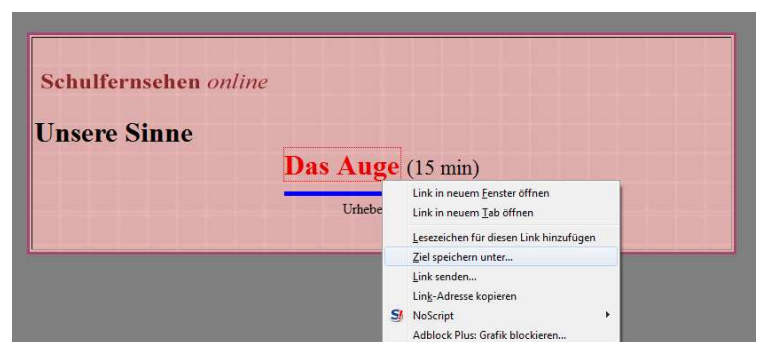 Schulfernsehen online
Unsere Sinne
Das Auge (15 min)
Urhebe
Link in neuem Fenster öffnen
Link in neuem Tab öffnen
Lesezeichen für diesen Link hinzufügen
Ziel speichern unter...
Link senden...
Link-Adresse kopieren
NoScript
Adblock Plus: Grafik blockieren...